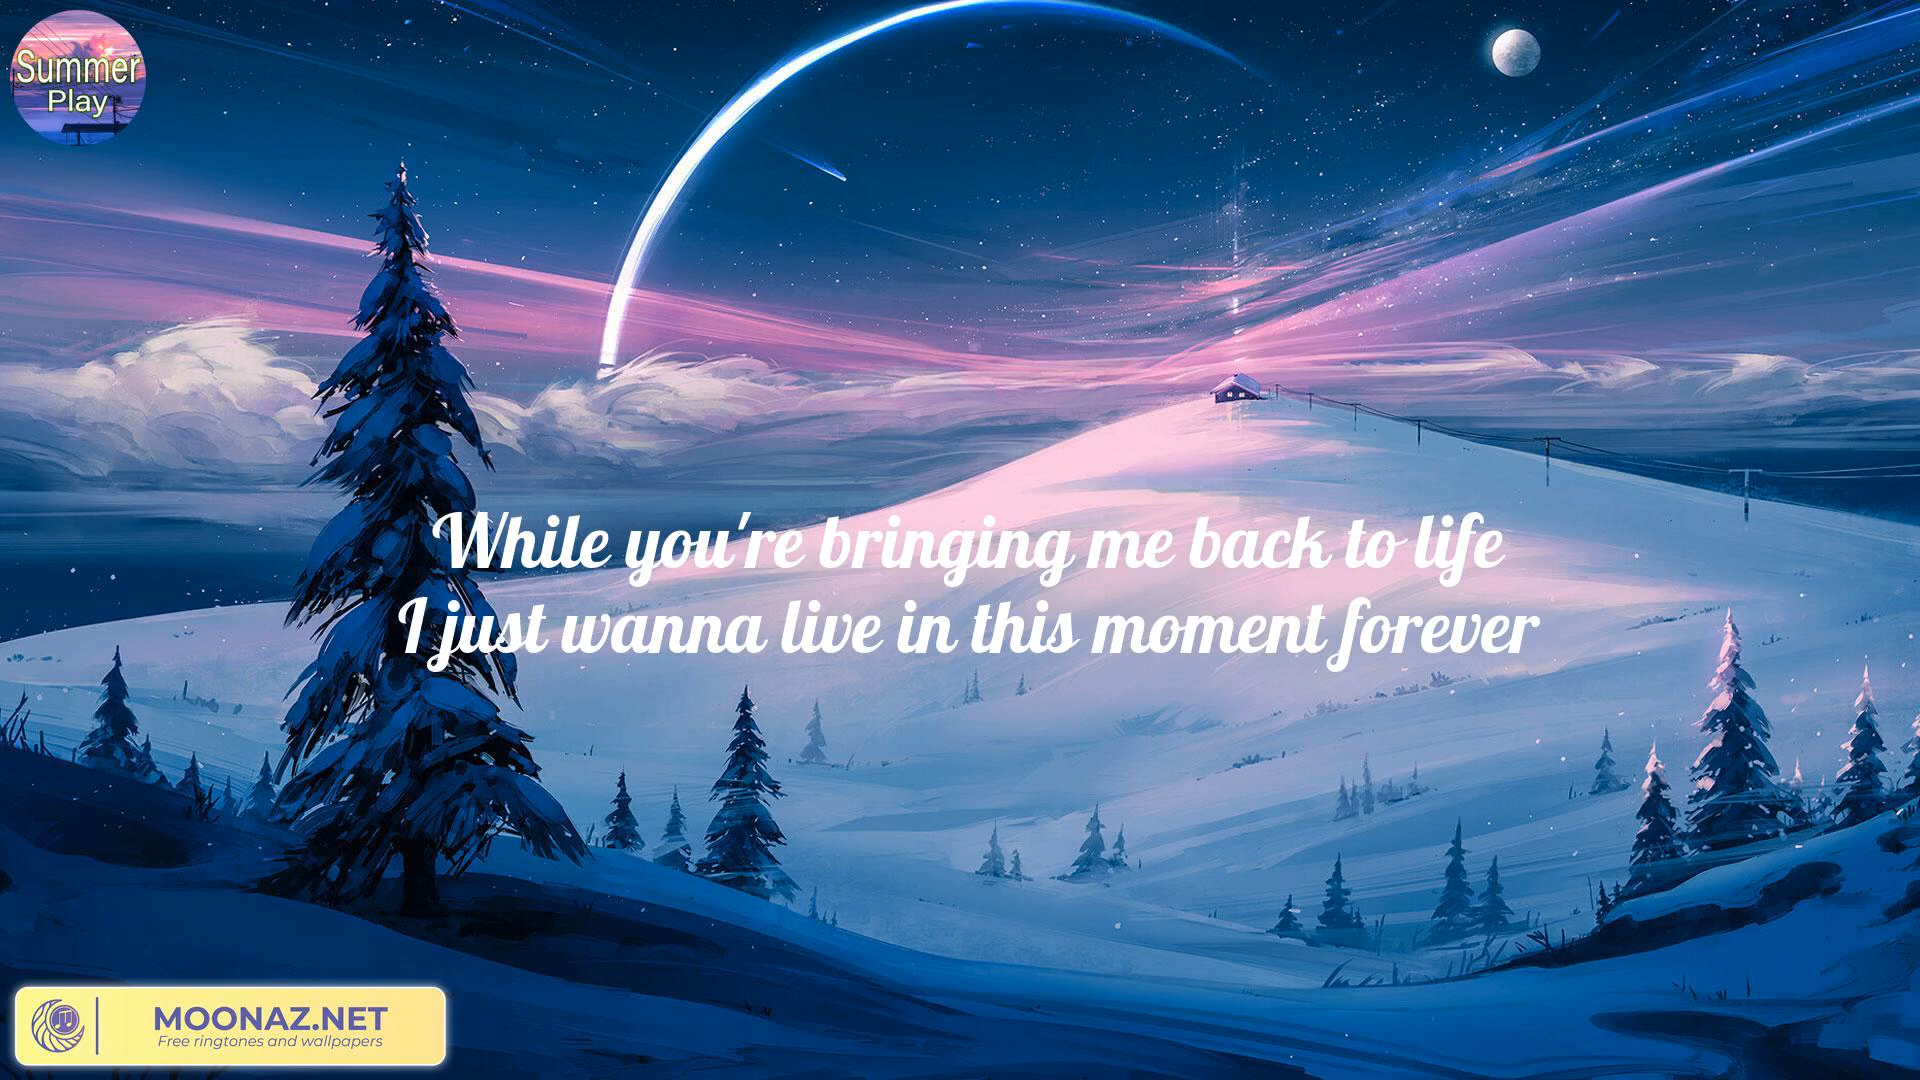 Summer
Play
While you're bringing me back to life
I just wanna live in this moment forever
MOONAZ.NET
Free ringtones and wallpapers